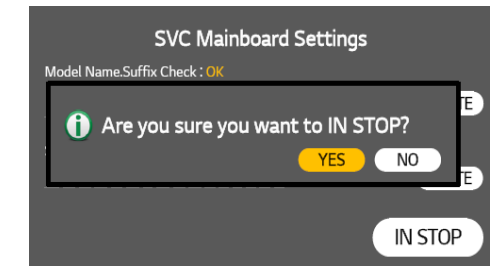 SVC Mainboard Settings
Model Name.Suffix Check : OK
Are you sure you want to IN STOP?
YES NO
IN STOP